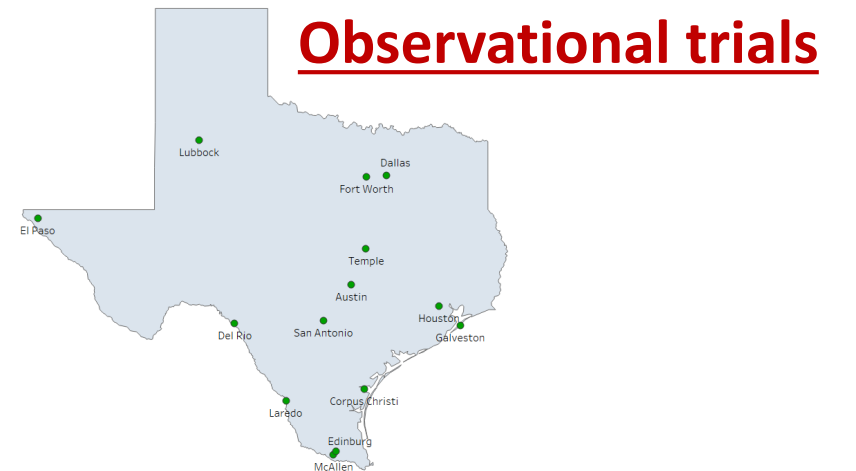 Observational trials
Lubbock
Dallas
Fort Worth
El Paso
Temple
Austin
Houston
Del Rio
San Antonio
Galveston
Corpus Christi
Laredo
Edinburg
McAllen